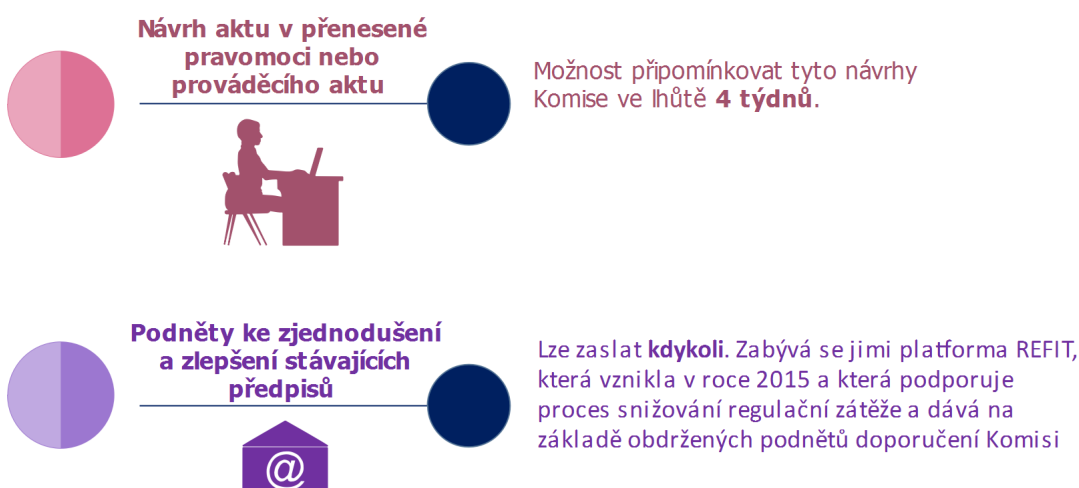 Návrh aktu v přenesené
pravomoci nebo
prováděcího aktu
Možnost připomínkovat tyto návrhy
Komise ve lhůtě 4 týdnů.
Podněty ke zjednodušení
a zlepšení stávajících
předpisů
Lze zaslat kdykoli. Zabývá se jimi platforma REFIT,
která vznikla v roce 2015 a která podporuje
proces snižování regulační zátěže a dává na
základě obdržených podnětů doporučení Komisi
@